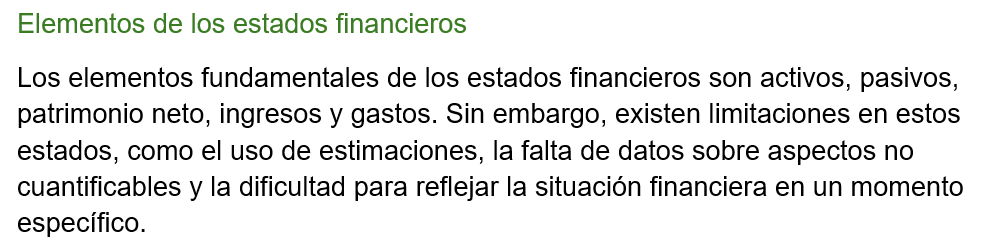 Elementos de los estados financieros
Los elementos fundamentales de los estados financieros son activos, pasivos,
patrimonio neto, ingresos y gastos. Sin embargo, existen limitaciones en estos
estados, como el uso de estimaciones, la falta de datos sobre aspectos no
cuantificables y la dificultad para reflejar la situación financiera en un momento
específico.